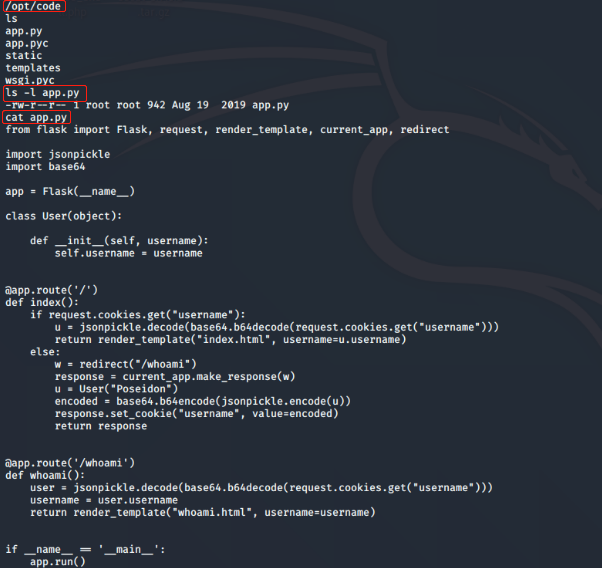 /opt/code
ls
app.py
app.pyc
static
templates
wsgi.pyc
ls -l app.py
-rw-r--r-- 1 root root 942 Aug 19  2019 app.py
cat app.py
from flask import Flask, request, render_template, current_app, redirect

import jsonpickle
import base64

app = Flask(__name__)

class User(object):

    def __init__(self, username):
        self.username = username


@app.route('/')
def index():
    if request.cookies.get("username"):
        u = jsonpickle.decode(base64.b64decode(request.cookies.get("username")))
        return render_template("index.html", username=u.username)
    else:
        w = redirect("/whoami")
        response = current_app.make_response(w)
        u = User("Poseidon")
        encoded = base64.b64encode(jsonpickle.encode(u))
        response.set_cookie("username", value=encoded)
        return response


@app.route('/whoami')
def whoami():
    user = jsonpickle.decode(base64.b64decode(request.cookies.get("username")))
    username = user.username
    return render_template("whoami.html", username=username)


if __name__ == '__main__':
    app.run()